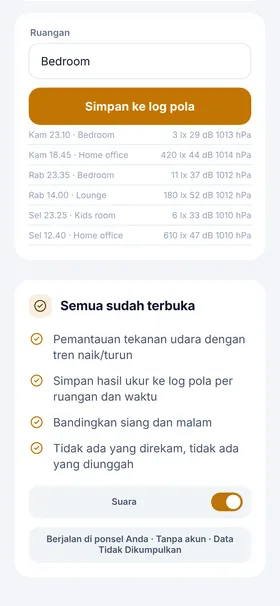 Ruangan
Bedroom
Simpan ke log pola
Kam 23.10 · Bedroom 3 lx 29 dB 1013 hPa
Kam 18.45 · Home office 420 lx 44 dB 1014 hPa
Rab 23.35 · Bedroom 11 lx 37 dB 1012 hPa
Rab 14.00 · Lounge 180 lx 52 dB 1012 hPa
Sel 23.25 · Kids room 6 lx 33 dB 1010 hPa
Sel 12.40 · Home office 610 lx 47 dB 1010 hPa
Semua sudah terbuka
Pemantauan tekanan udara dengan
tren naik/turun
Simpan hasil ukur ke log pola per
ruangan dan waktu
Bandingkan siang dan malam
Tidak ada yang direkam, tidak ada
yang diunggah
Suara
Berjalan di ponsel Anda · Tanpa akun · Data
Tidak Dikumpulkan